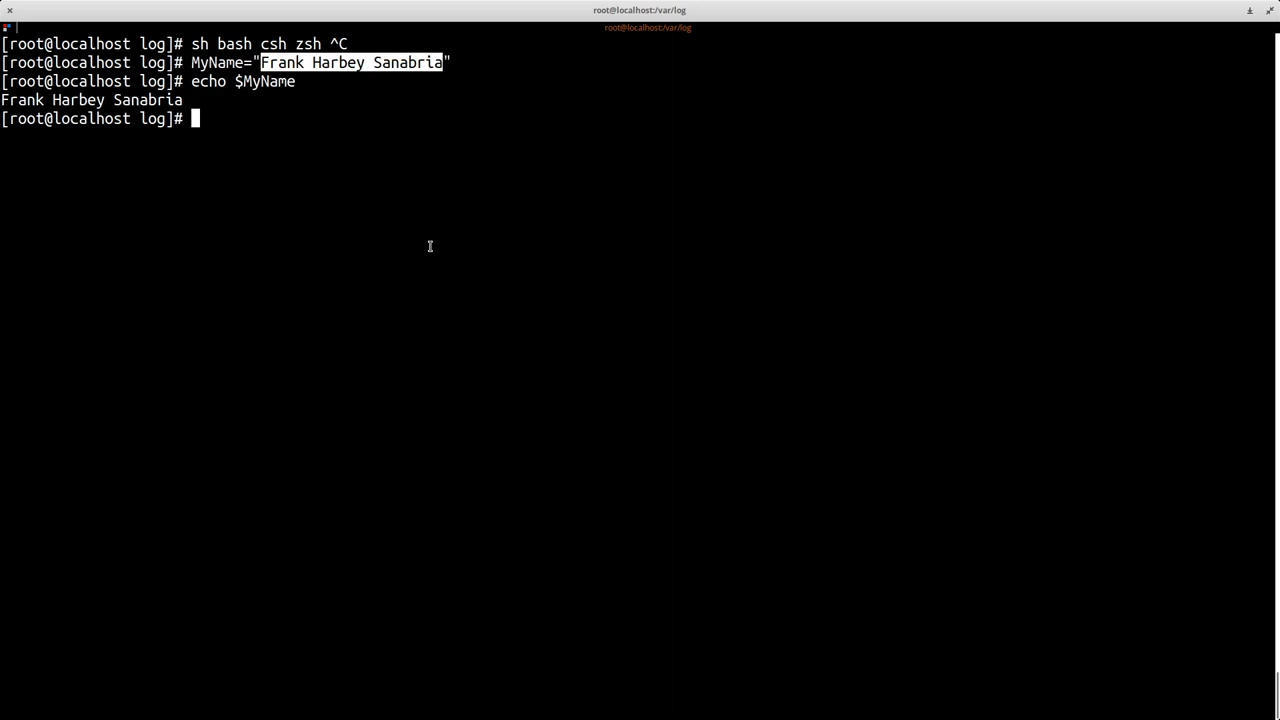 root@localhost:/var/log
root@localhost:/var/log
[root@localhost log]# sh bash csh zsh ^C
[root@localhost log]# MyName="Frank Harbey Sanabria"
[root@localhost log]# echo $MyName
Frank Harbey Sanabria
[root@localhost log]#